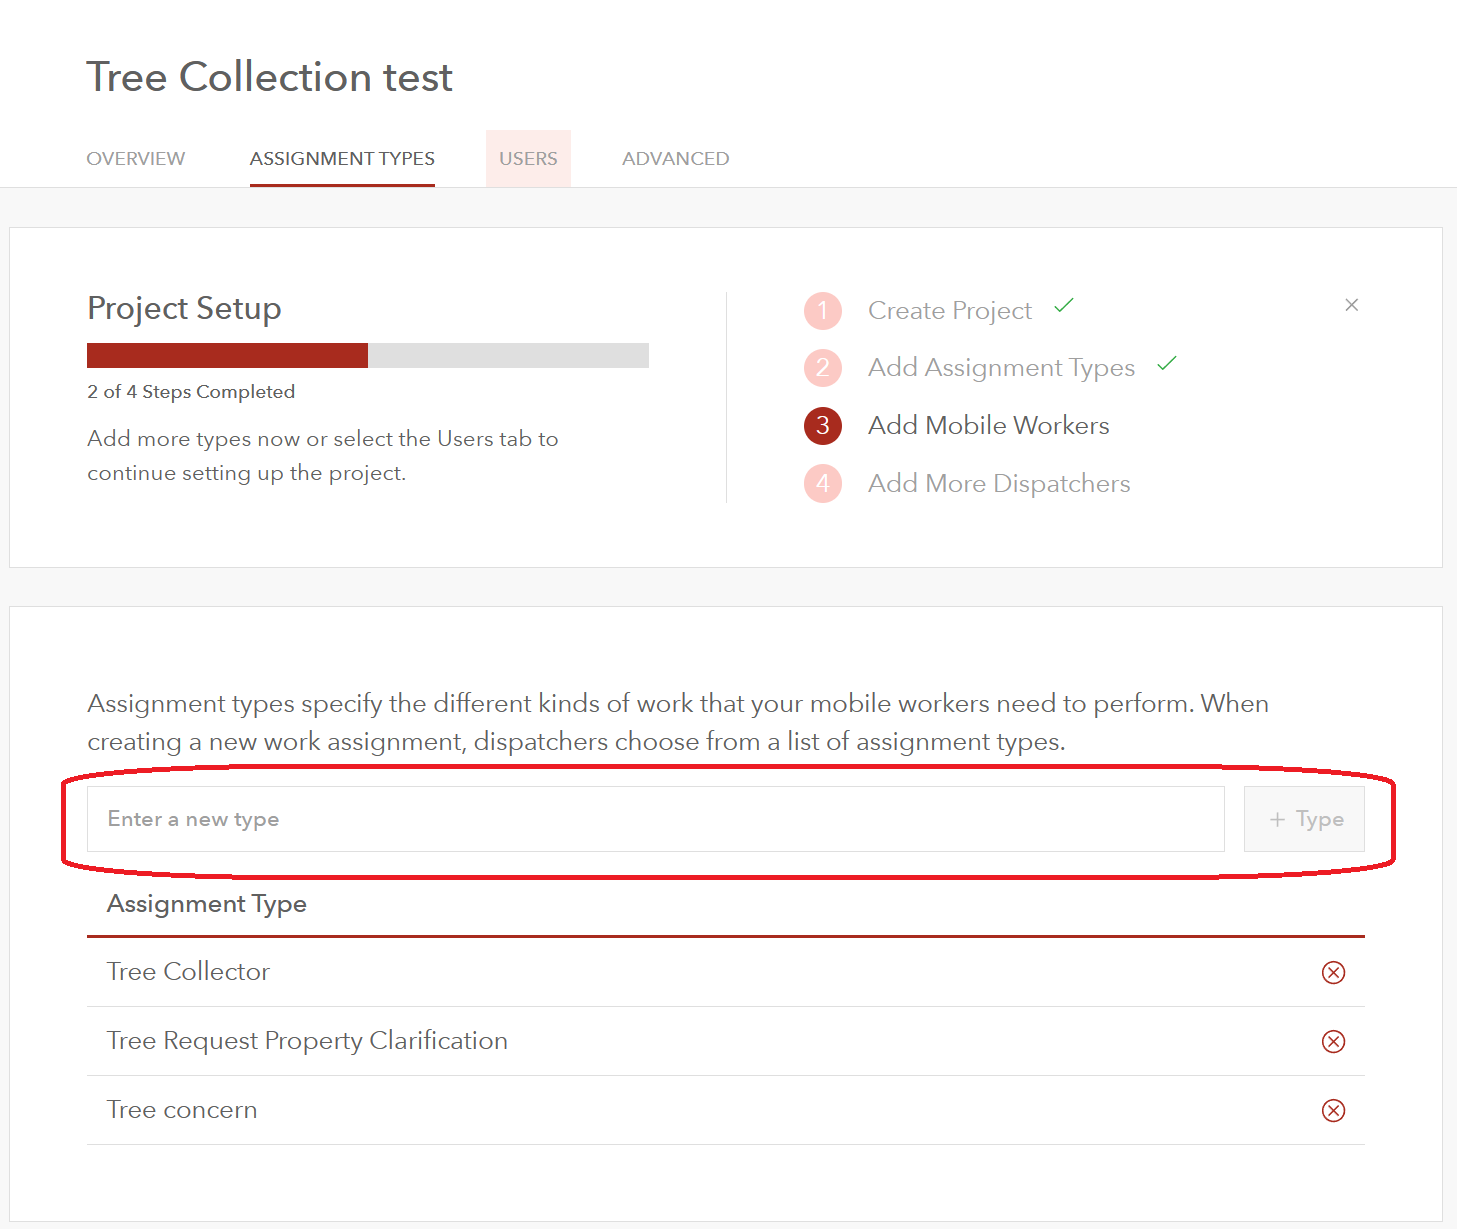 Tree Collection test
OVERVIEW ASSIGNMENT TYPES USERS ADVANCED
Project Setup
2 of 4 Steps Completed
Add more types now or select the Users tab to
continue setting up the project.
1 Create Project
2 Add Assignment Types
3 Add Mobile Workers
4 Add More Dispatchers
Assignment types specify the different kinds of work that your mobile workers need to perform. When
creating a new work assignment, dispatchers choose from a list of assignment types.
Enter a new type + Type
Assignment Type
Tree Collector
Tree Request Property Clarification
Tree concern